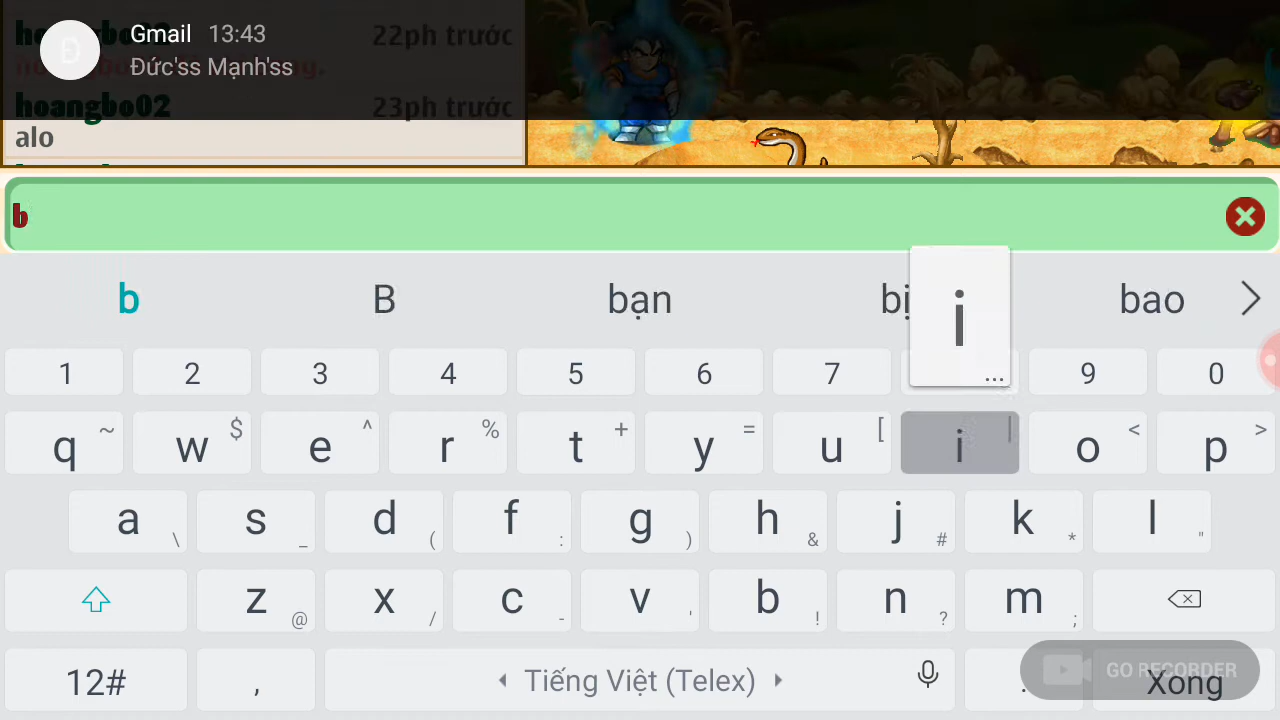 Gmail 13:43
Đức'ss Mạnh'ss
22ph trước
hoangbo02 23ph trước
alo
b
b B bạn bị bao
i
1 2 3 4 5 6 7 9 0
q ~ w $ e ^ r % t + y = u [ i | o < p >
a \ s _ d ( f : g ) h & j # k * l "
z @ x / c - v ' b ! n ? m ;
12# , Tiếng Việt (Telex) . Xong
GO RECORDER